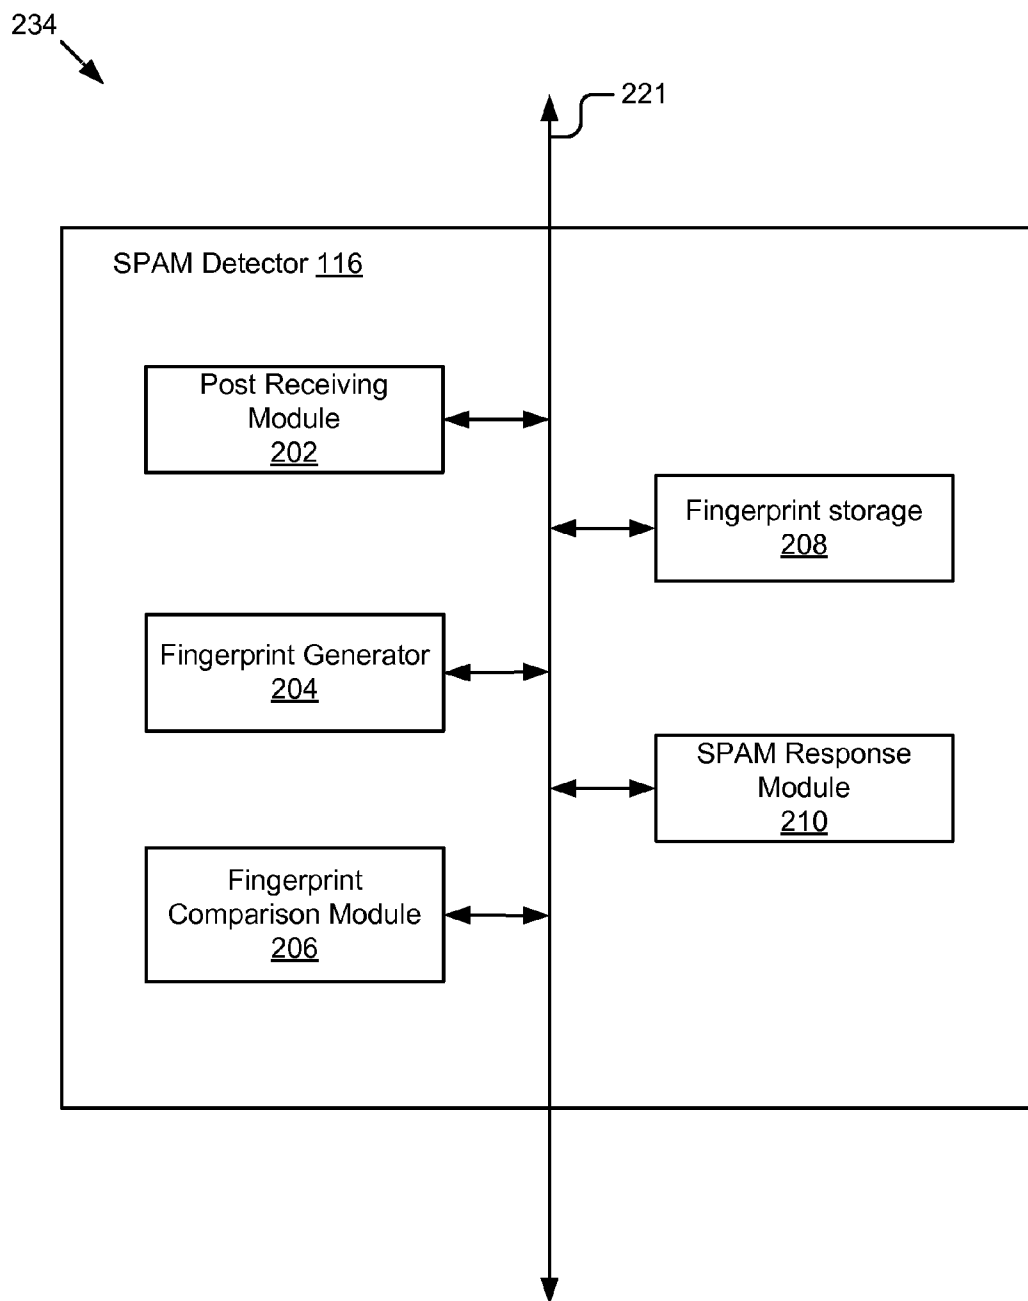 234
221
SPAM Detector 116
Post Receiving
Module
202
Fingerprint storage
208
Fingerprint Generator
204
SPAM Response
Module
210
Fingerprint
Comparison Module
206